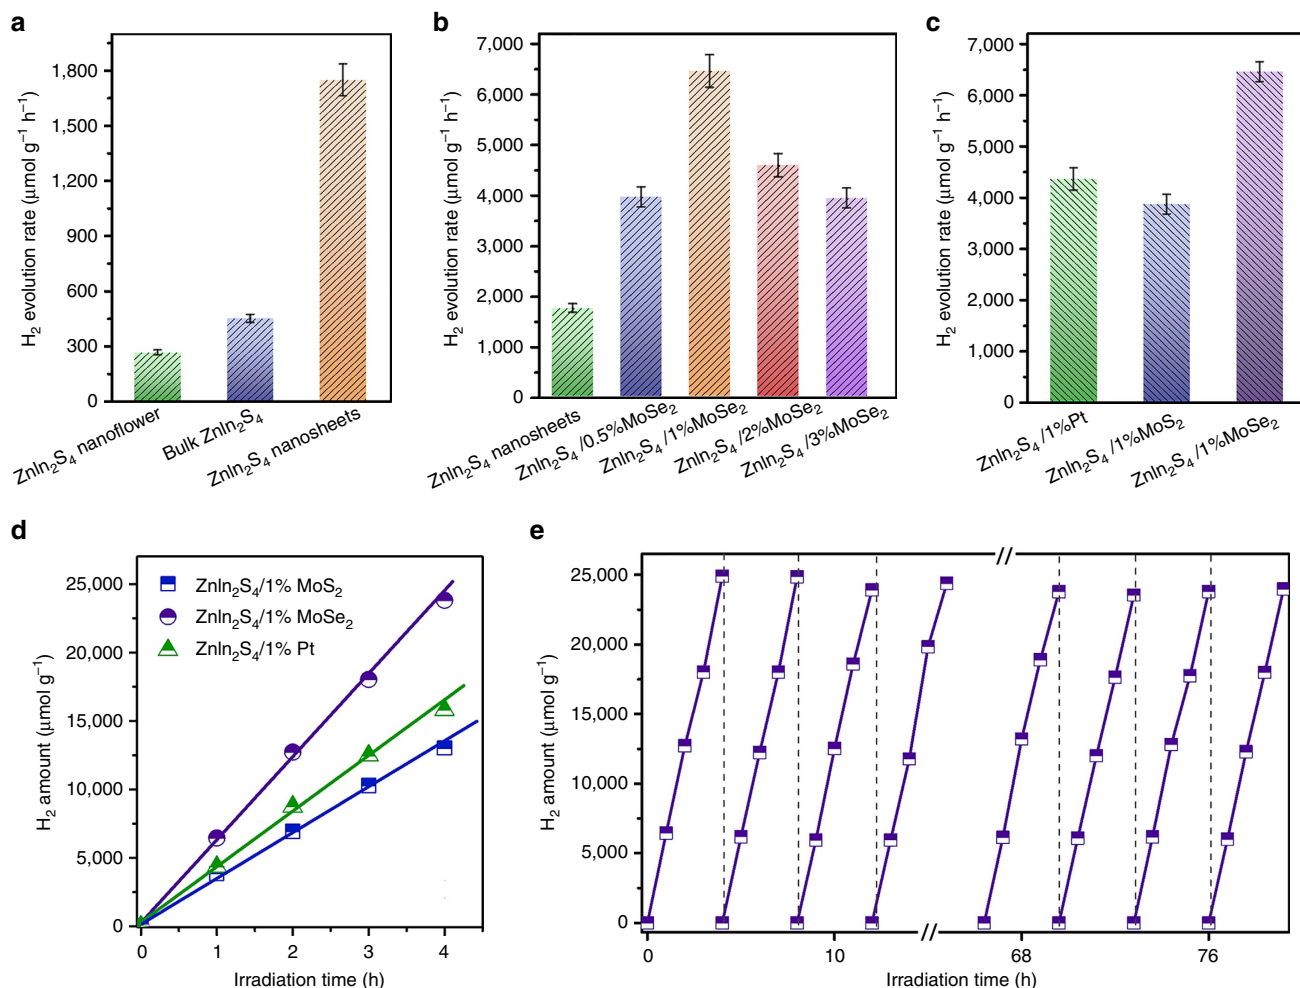 a
H2 evolution rate (μmol g−1 h−1)
1,800
1,500
1,200
900
600
300
0
ZnIn2S4 nanoflower
Bulk ZnIn2S4
ZnIn2S4 nanosheets
b
H2 evolution rate (μmol g−1 h−1)
7,000
6,000
5,000
4,000
3,000
2,000
1,000
0
ZnIn2S4 nanosheets
ZnIn2S4 /0.5%MoSe2
ZnIn2S4 /1%MoSe2
ZnIn2S4 /2%MoSe2
ZnIn2S4 /3%MoSe2
c
H2 evolution rate (μmol g−1 h−1)
7,000
6,000
5,000
4,000
3,000
2,000
1,000
0
ZnIn2S4 /1%Pt
ZnIn2S4 /1%MoS2
ZnIn2S4 /1%MoSe2
d
H2 amount (μmol g−1)
25,000
20,000
15,000
10,000
5,000
0
ZnIn2S4/1% MoS2
ZnIn2S4/1% MoSe2
ZnIn2S4/1% Pt
0 1 2 3 4
Irradiation time (h)
e
H2 amount (μmol g−1)
25,000
20,000
15,000
10,000
5,000
0
0 10 68 76
Irradiation time (h)